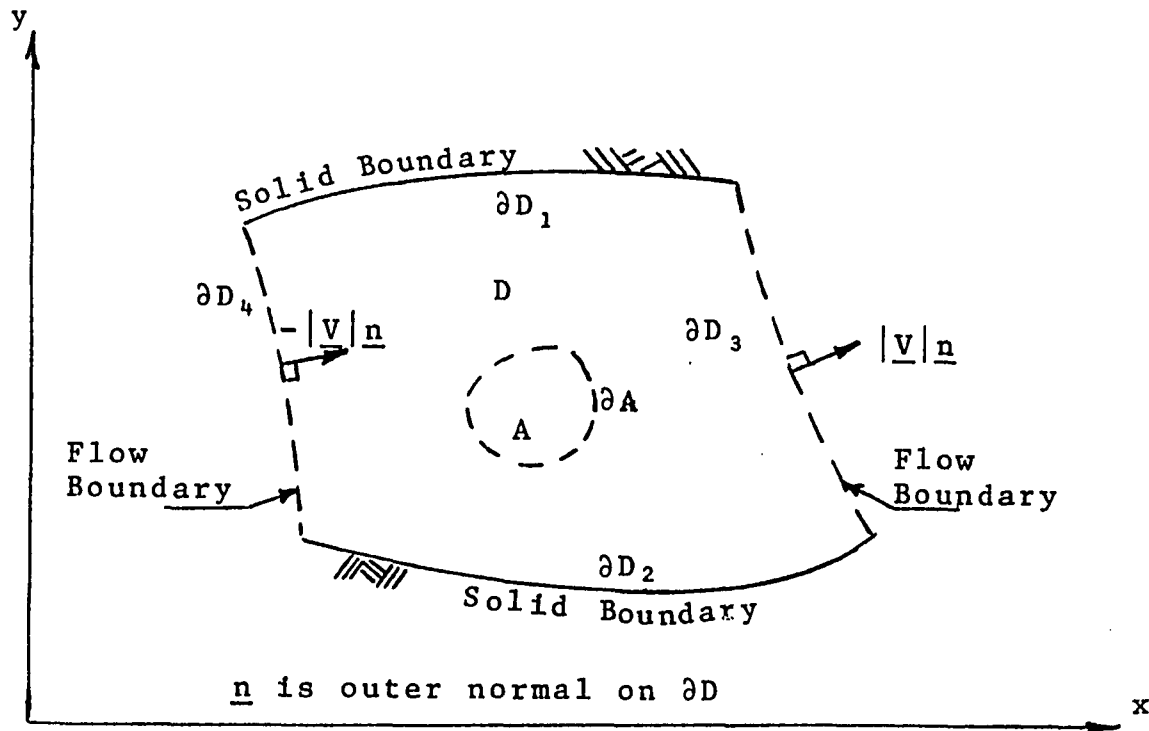 y
Solid Boundary
∂D₁
D
∂D₄
-|V|n
∂D₃
|V|n
∂A
A
Flow
Boundary
Flow
Boundary
∂D₂
Solid Boundary
n is outer normal on ∂D
x